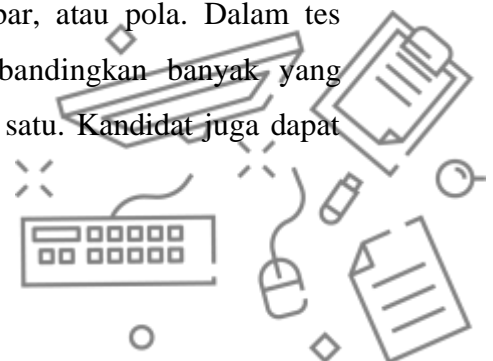 bar, atau pola. Dalam tes
bandingkan banyak yang
satu. Kandidat juga dapat